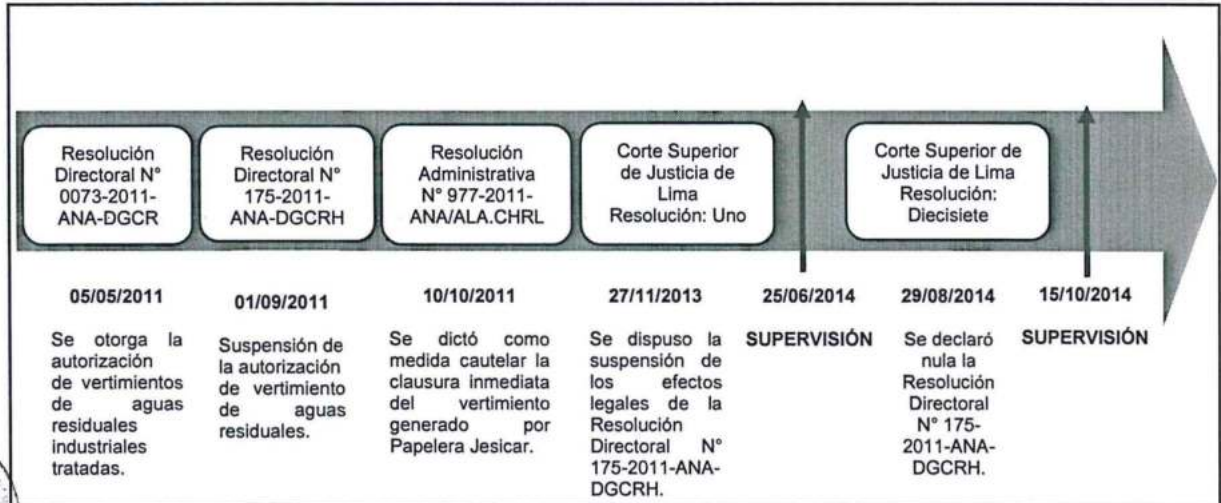 Resolución
Directoral N°
0073-2011-
ANA-DGCR
Resolución
Directoral N°
175-2011-
ANA-DGCRH
Resolución
Administrativa
N° 977-2011-
ANA/ALA.CHRL
Corte Superior
de Justicia de
Lima
Resolución: Uno
Corte Superior de
Justicia de Lima
Resolución:
Diecisiete
05/05/2011
Se otorga la
autorización
de vertimientos
de aguas
residuales
industriales
tratadas.
01/09/2011
Suspensión de
la autorización
de vertimiento
de aguas
residuales.
10/10/2011
Se dictó como
medida cautelar la
clausura inmediata
del vertimiento
generado por
Papelera Jesicar.
27/11/2013
Se dispuso la
suspensión de
los efectos
legales de la
Resolución
Directoral N°
175-2011-ANA-
DGCRH.
25/06/2014
SUPERVISIÓN
29/08/2014
Se declaró
nula la
Resolución
Directoral
N° 175-
2011-ANA-
DGCRH.
15/10/2014
SUPERVISIÓN